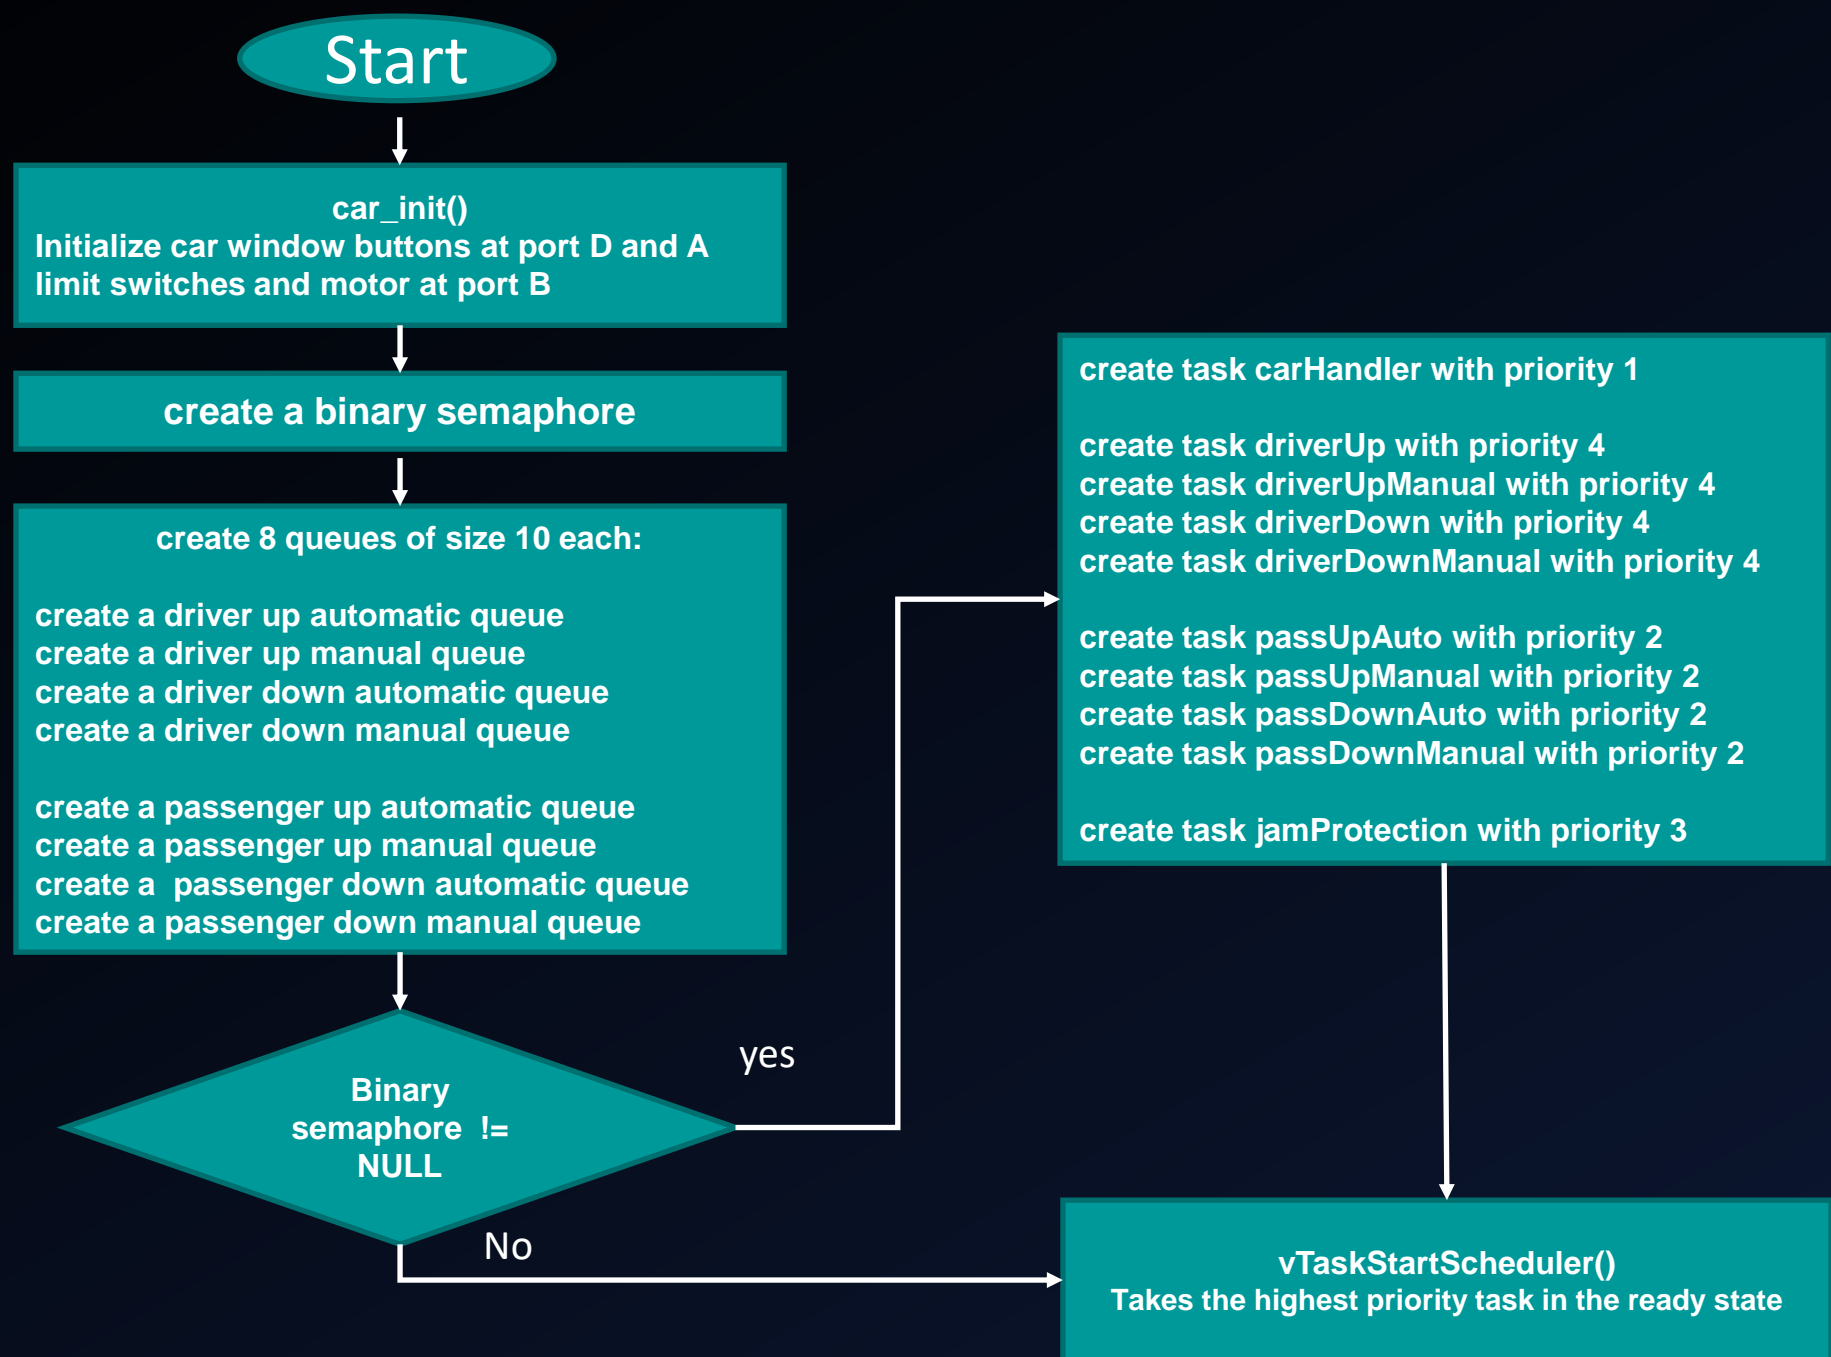 Start
car_init()
Initialize car window buttons at port D and A
limit switches and motor at port B
create a binary semaphore
create 8 queues of size 10 each:
create a driver up automatic queue
create a driver up manual queue
create a driver down automatic queue
create a driver down manual queue
create a passenger up automatic queue
create a passenger up manual queue
create a  passenger down automatic queue
create a passenger down manual queue
Binary
semaphore  !=
NULL
yes
No
create task carHandler with priority 1
create task driverUp with priority 4
create task driverUpManual with priority 4
create task driverDown with priority 4
create task driverDownManual with priority 4
create task passUpAuto with priority 2
create task passUpManual with priority 2
create task passDownAuto with priority 2
create task passDownManual with priority 2
create task jamProtection with priority 3
vTaskStartScheduler()
Takes the highest priority task in the ready state